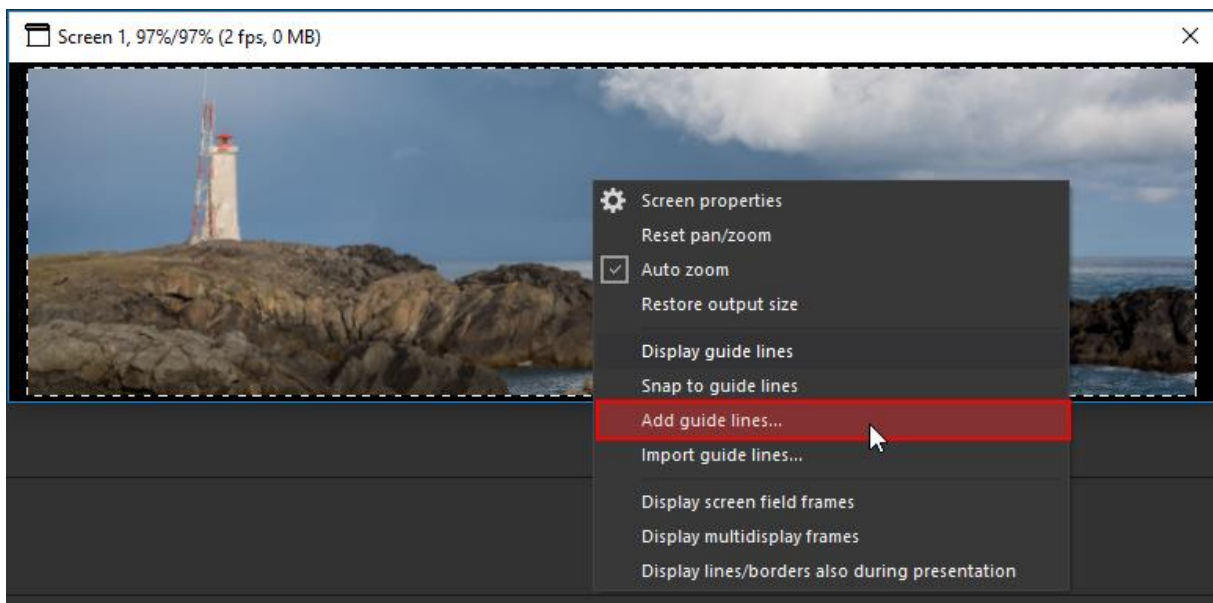 Screen 1, 97%/97% (2 fps, 0 MB)
Screen properties
Reset pan/zoom
Auto zoom
Restore output size
Display guide lines
Snap to guide lines
Add guide lines...
Import guide lines...
Display screen field frames
Display multidisplay frames
Display lines/borders also during presentation